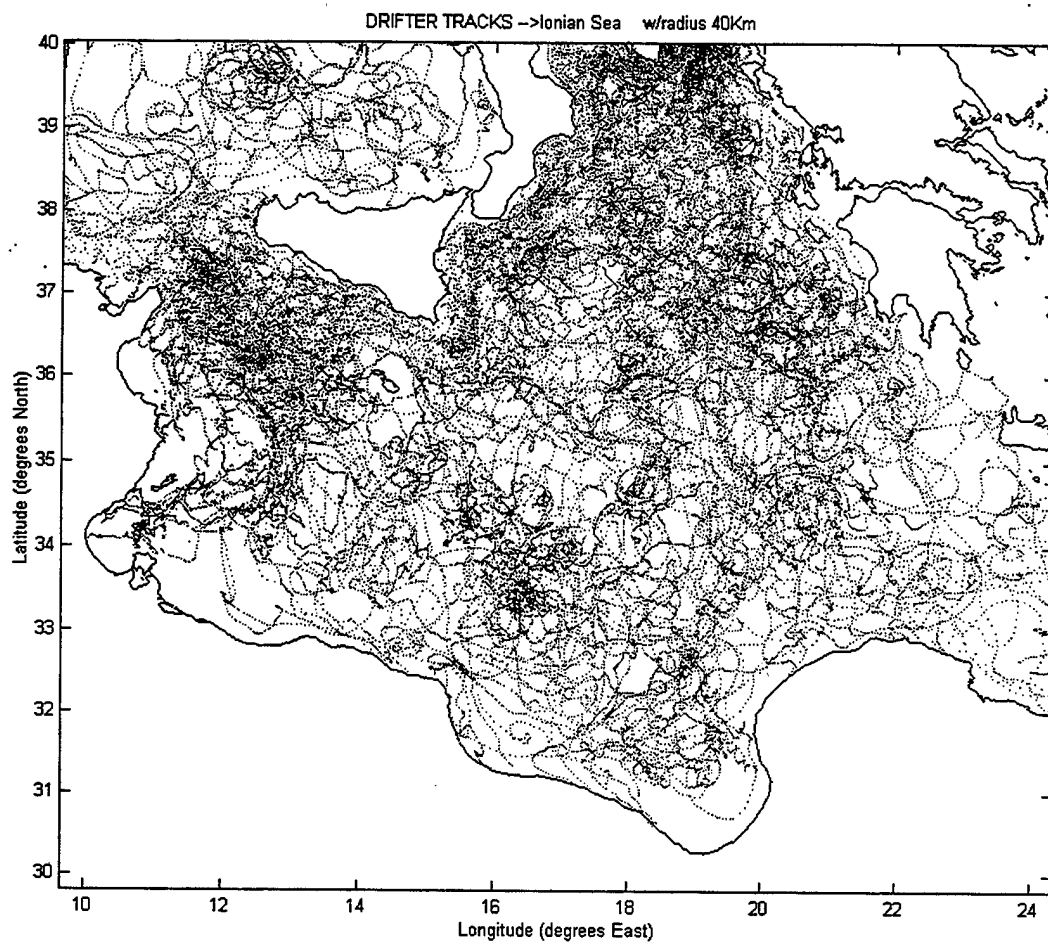 DRIFTER TRACKS -->Ionian Sea w/radius 40Km
40
39
38
37
36
35
34
33
32
31
30
Latitude (degrees North)
10 12 14 16 18 20 22 24
Longitude (degrees East)